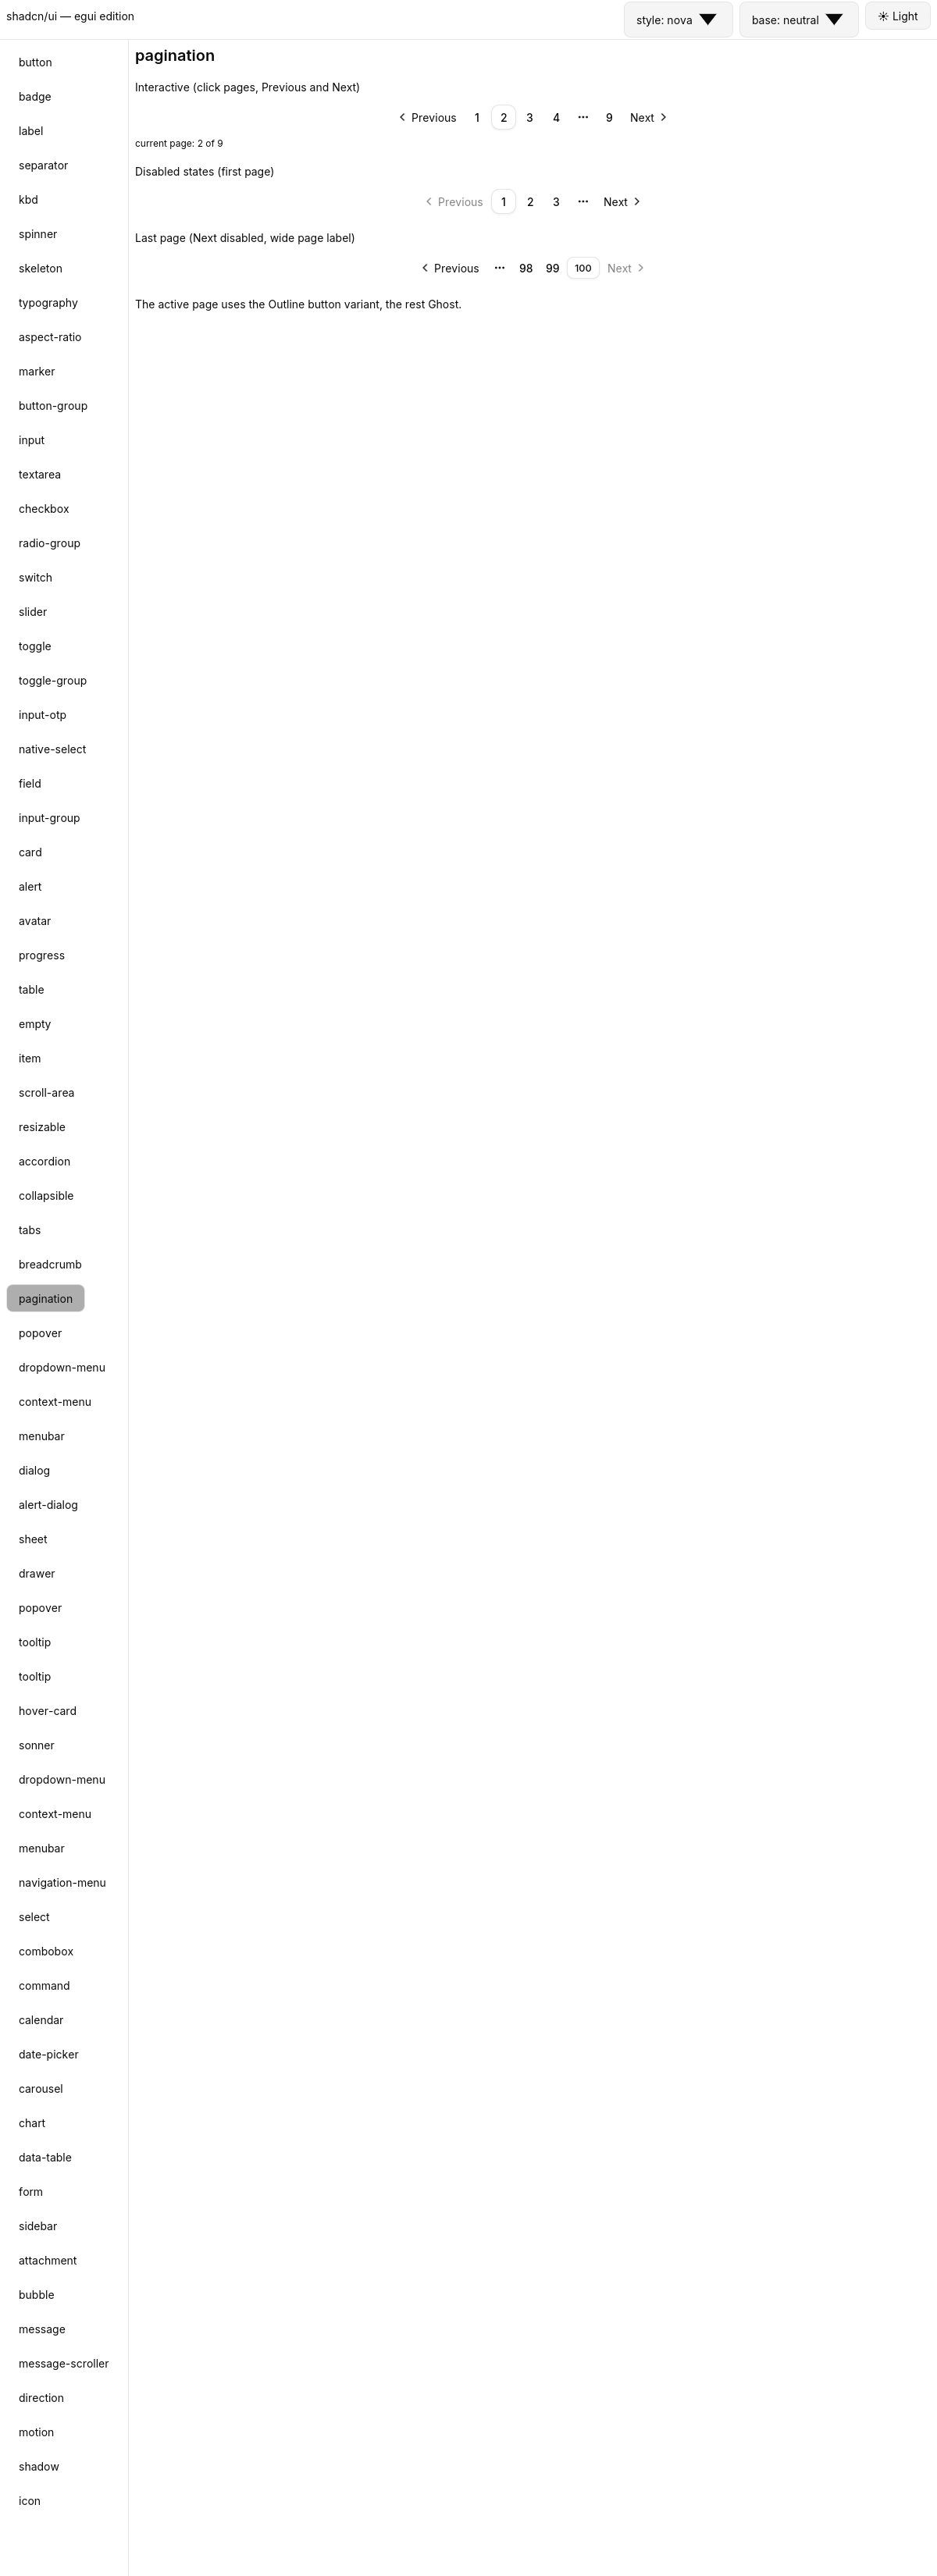 shadcn/ui — egui edition
style: nova
base: neutral
☀ Light
button
badge
label
separator
kbd
spinner
skeleton
typography
aspect-ratio
marker
button-group
input
textarea
checkbox
radio-group
switch
slider
toggle
toggle-group
input-otp
native-select
field
input-group
card
alert
avatar
progress
table
empty
item
scroll-area
resizable
accordion
collapsible
tabs
breadcrumb
pagination
popover
dropdown-menu
context-menu
menubar
dialog
alert-dialog
sheet
drawer
popover
tooltip
tooltip
hover-card
sonner
dropdown-menu
context-menu
menubar
navigation-menu
select
combobox
command
calendar
date-picker
carousel
chart
data-table
form
sidebar
attachment
bubble
message
message-scroller
direction
motion
shadow
icon
pagination
Interactive (click pages, Previous and Next)
Previous 1 2 3 4 ··· 9 Next
current page: 2 of 9
Disabled states (first page)
Previous 1 2 3 ··· Next
Last page (Next disabled, wide page label)
Previous ··· 98 99 100 Next
The active page uses the Outline button variant, the rest Ghost.